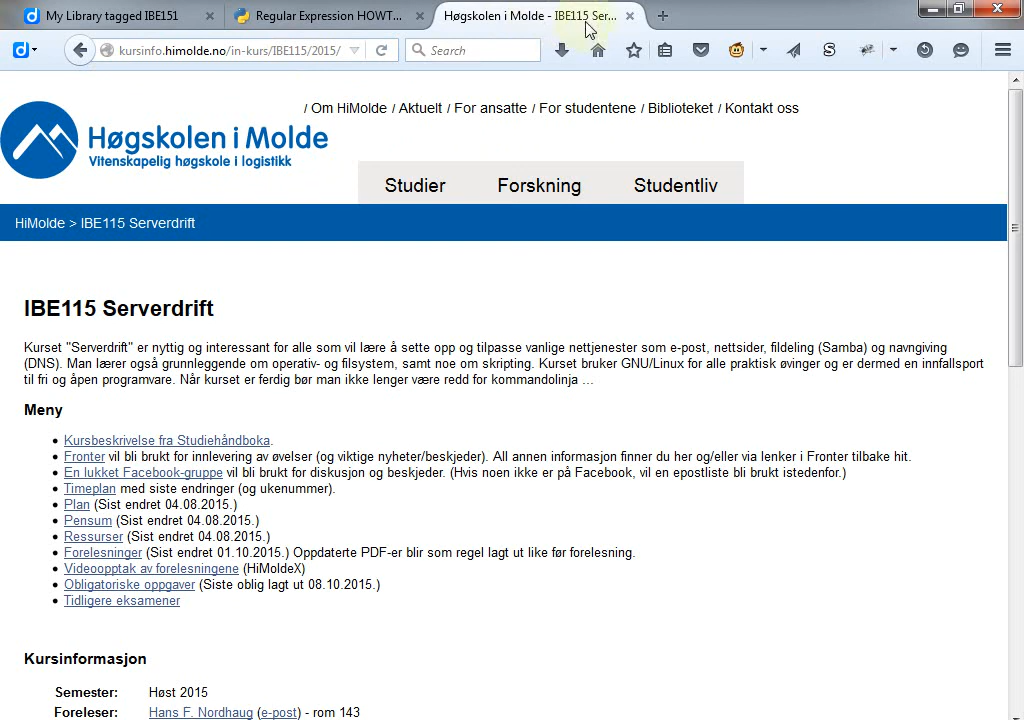 My Library tagged IBE151
Regular Expression HOWT...
Høgskolen i Molde - IBE115 Ser...
kursinfo.himolde.no/in-kurs/IBE115/2015/
Search
/ Om HiMolde / Aktuelt / For ansatte / For studentene / Biblioteket / Kontakt oss
Høgskolen i Molde
Vitenskapelig høgskole i logistikk
Studier Forskning Studentliv
HiMolde > IBE115 Serverdrift
IBE115 Serverdrift
Kurset "Serverdrift" er nyttig og interessant for alle som vil lære å sette opp og tilpasse vanlige nettjenester som e-post, nettsider, fildeling (Samba) og navngiving
(DNS). Man lærer også grunnleggende om operativ- og filsystem, samt noe om skripting. Kurset bruker GNU/Linux for alle praktisk øvinger og er dermed en innfallsport
til fri og åpen programvare. Når kurset er ferdig bør man ikke lenger være redd for kommandolinja ...
Meny
• Kursbeskrivelse fra Studiehåndboka.
• Fronter vil bli brukt for innlevering av øvelser (og viktige nyheter/beskjeder). All annen informasjon finner du her og/eller via lenker i Fronter tilbake hit.
• En lukket Facebook-gruppe vil bli brukt for diskusjon og beskjeder. (Hvis noen ikke er på Facebook, vil en epostliste bli brukt istedenfor.)
• Timeplan med siste endringer (og ukenummer).
• Plan (Sist endret 04.08.2015.)
• Pensum (Sist endret 04.08.2015.)
• Ressurser (Sist endret 04.08.2015.)
• Forelesninger (Sist endret 01.10.2015.) Oppdaterte PDF-er blir som regel lagt ut like før forelesning.
• Videoopptak av forelesningene (HiMoldeX)
• Obligatoriske oppgaver (Siste oblig lagt ut 08.10.2015.)
• Tidligere eksamener
Kursinformasjon
Semester: Høst 2015
Foreleser: Hans F. Nordhaug (e-post) - rom 143